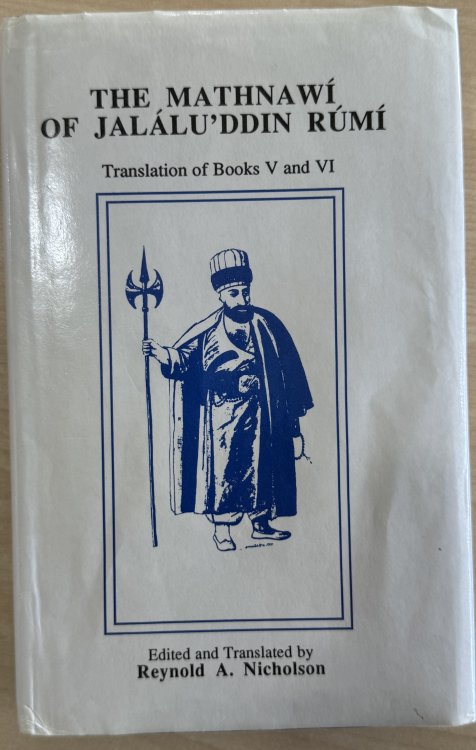 THE MATHNAWÍ
OF JALÁLU'DDIN RÚMÍ
Translation of Books V and VI
Edited and Translated by
Reynold A. Nicholson